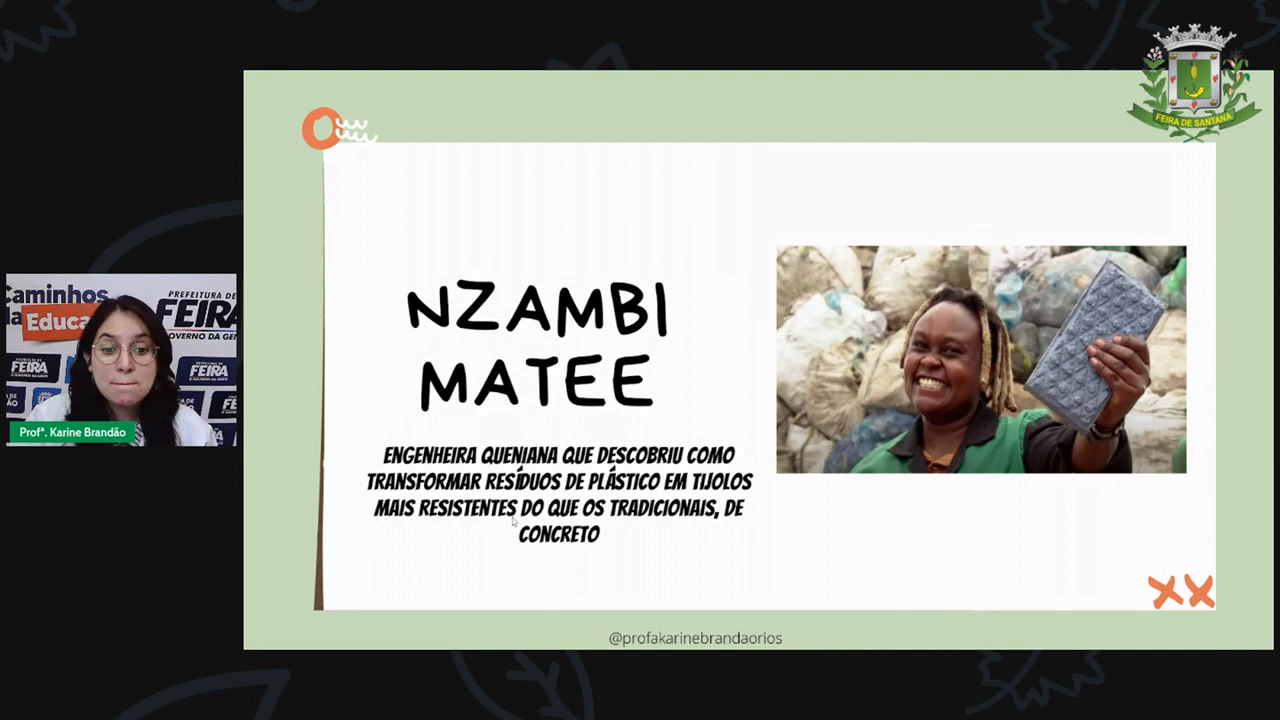 FEIRA DE SANTANA
NZAMBI
MATEE
ENGENHEIRA QUENIANA QUE DESCOBRIU COMO
TRANSFORMAR RESÍDUOS DE PLÁSTICO EM TIJOLOS
MAIS RESISTENTES DO QUE OS TRADICIONAIS, DE
CONCRETO
@profakarinebrandaorios
Caminhos
da
Educa
PREFEITURA DE
FEIRA
GOVERNO DA GE
FEIRA
FEIRA
Profª. Karine Brandão